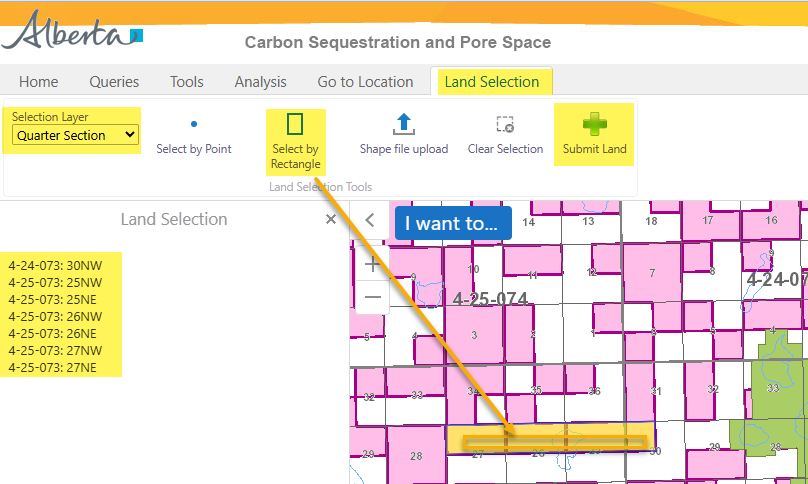 Alberta
Carbon Sequestration and Pore Space
Home Queries Tools Analysis Go to Location Land Selection
Selection Layer
Quarter Section
Select by Point
Select by
Rectangle
Shape file upload
Clear Selection
Submit Land
Land Selection Tools
Land Selection
I want to...
4-24-073: 30NW
4-25-073: 25NW
4-25-073: 25NE
4-25-073: 26NW
4-25-073: 26NE
4-25-073: 27NW
4-25-073: 27NE
14 13 18 17 16
9 10 11 12 7 8 9
4-25-074 4-24-07
5 4 3 2 1 6 5 4
32 33 34 35 36 31 32 33
29 28 27 26 25 30 29 28